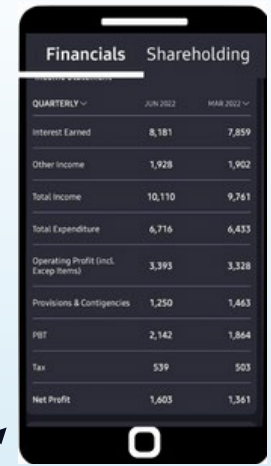 Financials Shareholding
Income Statement
QUARTERLY JUN 2022 MAR 2022
Interest Earned 8,181 7,859
Other Income 1,928 1,902
Total Income 10,110 9,761
Total Expenditure 6,716 6,433
Operating Profit (incl.
Excep Items) 3,393 3,328
Provisions & Contigencies 1,250 1,463
PBT 2,142 1,864
Tax 539 503
Net Profit 1,603 1,361